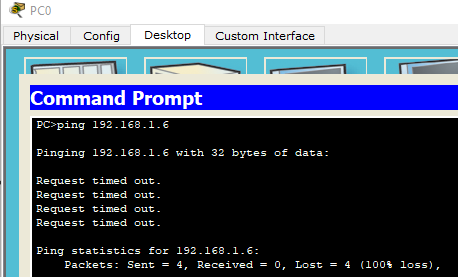 PC0
Physical Config Desktop Custom Interface
Command Prompt
PC>ping 192.168.1.6
Pinging 192.168.1.6 with 32 bytes of data:
Request timed out.
Request timed out.
Request timed out.
Request timed out.
Ping statistics for 192.168.1.6:
Packets: Sent = 4, Received = 0, Lost = 4 (100% loss),